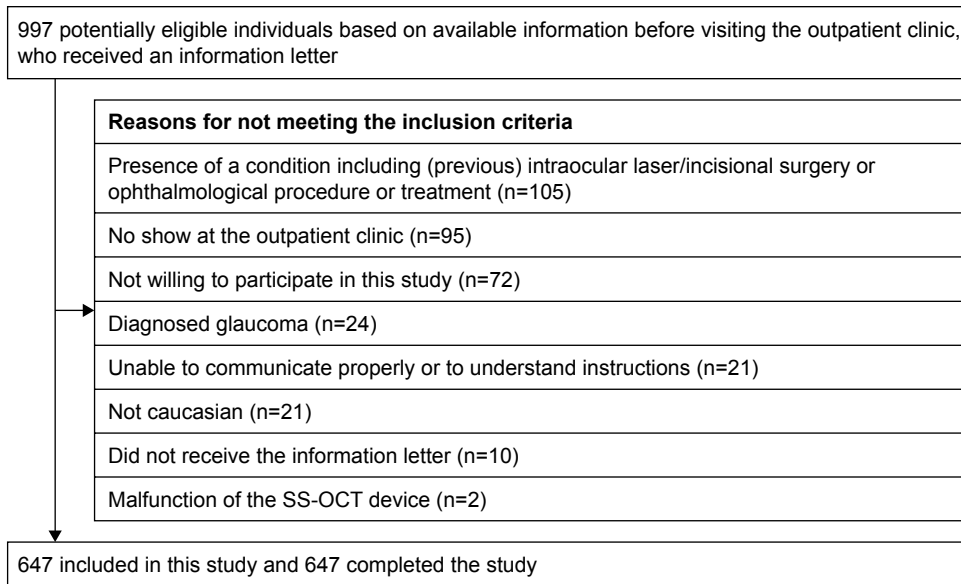 997 potentially eligible individuals based on available information before visiting the outpatient clinic,
who received an information letter
Reasons for not meeting the inclusion criteria
Presence of a condition including (previous) intraocular laser/incisional surgery or
ophthalmological procedure or treatment (n=105)
No show at the outpatient clinic (n=95)
Not willing to participate in this study (n=72)
Diagnosed glaucoma (n=24)
Unable to communicate properly or to understand instructions (n=21)
Not caucasian (n=21)
Did not receive the information letter (n=10)
Malfunction of the SS-OCT device (n=2)
647 included in this study and 647 completed the study